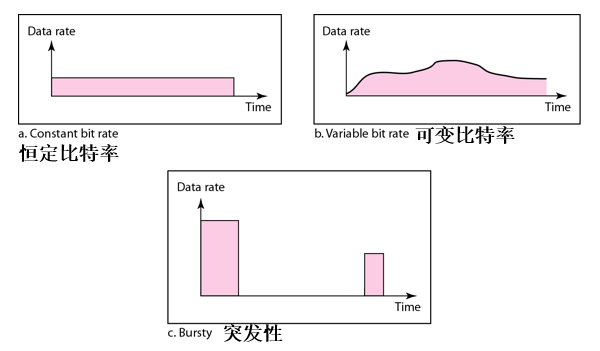 Data rate
Time
a. Constant bit rate
恒定比特率
Data rate
Time
b. Variable bit rate 可变比特率
Data rate
Time
c. Bursty 突发性